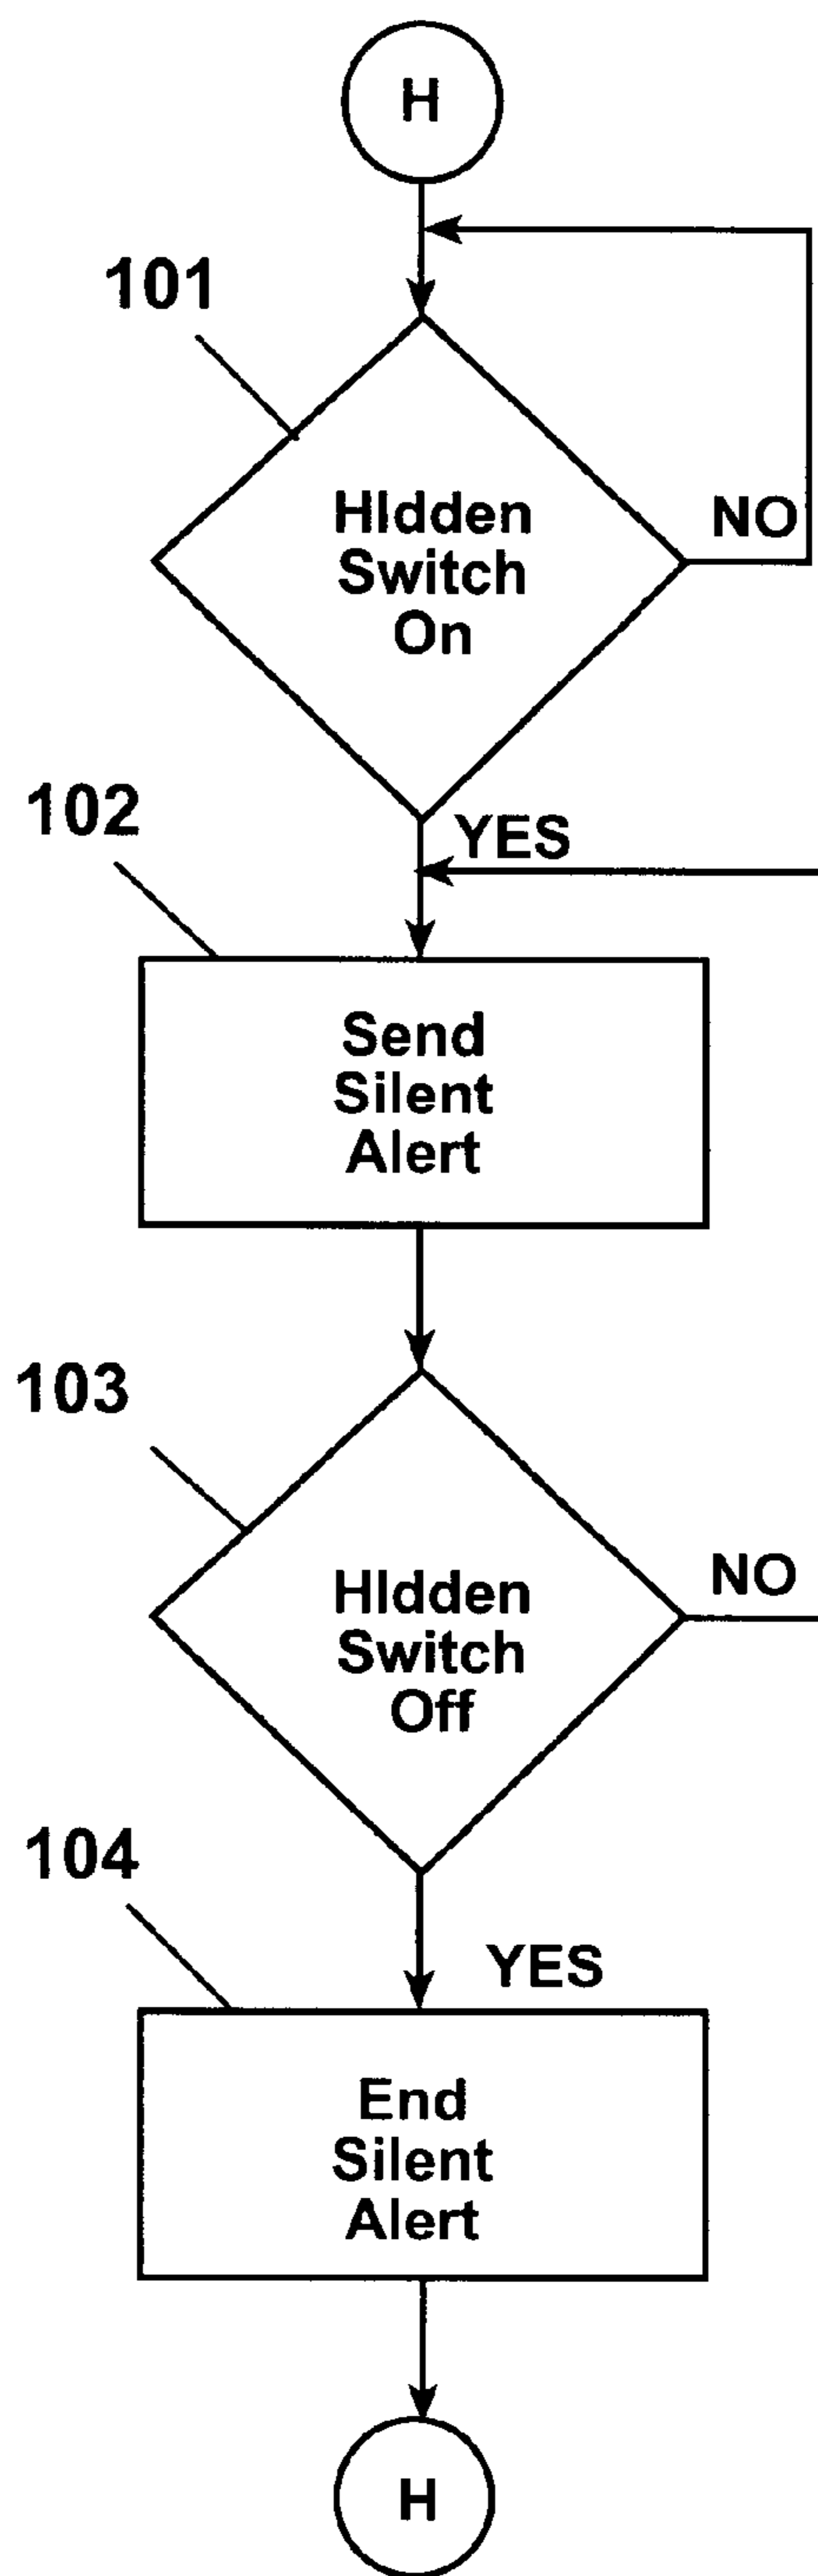 H
101
HIdden
Switch
On
NO
102
YES
Send
Silent
Alert
103
HIdden
Switch
Off
NO
104
YES
End
Silent
Alert
H